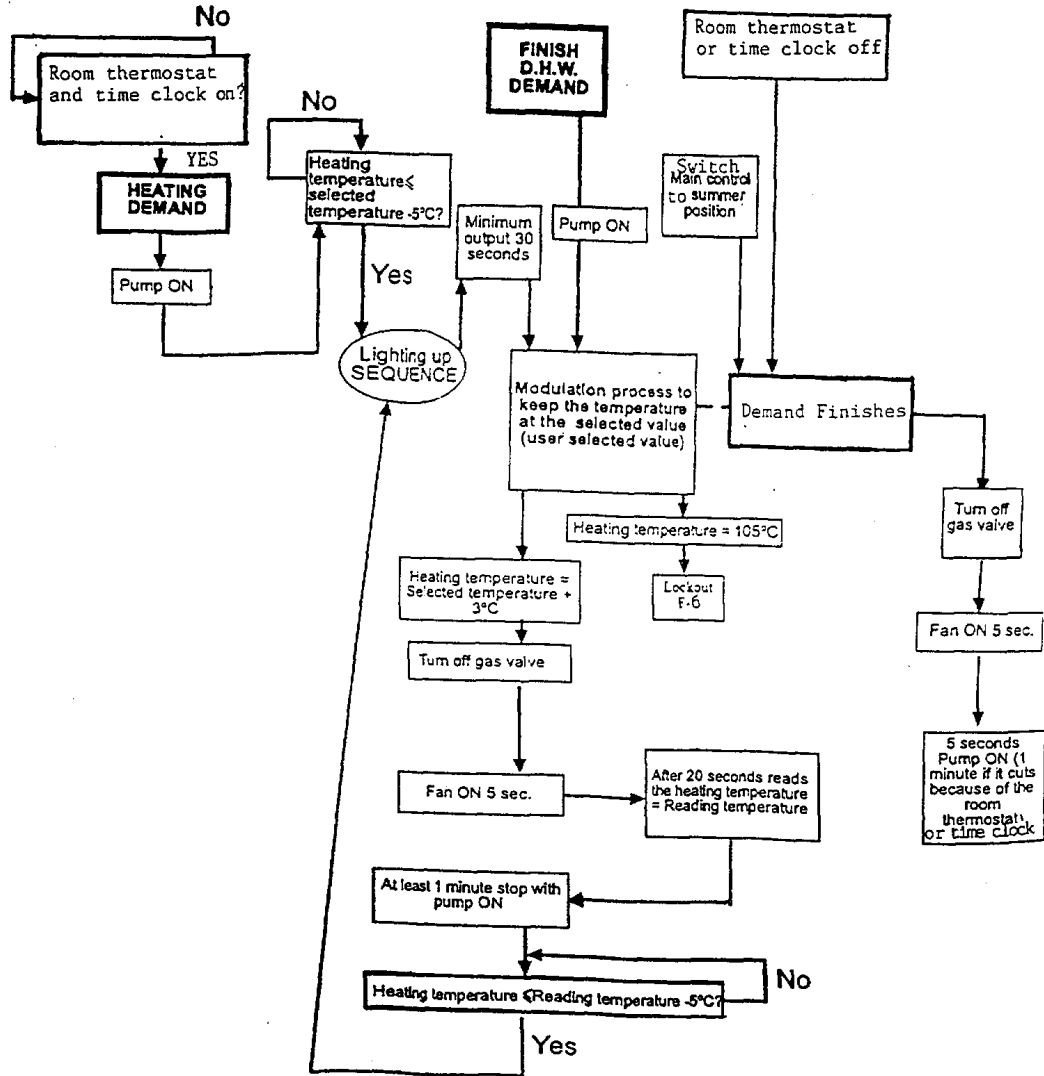 No
Room thermostat
and time clock on?
YES
HEATING
DEMAND
Pump ON
No
Heating
temperature≤
selected
temperature -5ºC?
Yes
Lighting up
SEQUENCE
Minimum
output 30
seconds
FINISH
D.H.W.
DEMAND
Pump ON
Room thermostat
or time clock off
Switch
Main control
to summer
position
Modulation process to
keep the temperature
at the selected value
(user selected value)
Demand Finishes
Heating temperature = 105ºC
Lockout
F-6
Heating temperature =
Selected temperature +
3ºC
Turn off gas valve
Fan ON 5 sec.
After 20 seconds reads
the heating temperature
= Reading temperature
At least 1 minute stop with
pump ON
Heating temperature ≤Reading temperature -5ºC?
No
Yes
Turn off
gas valve
Fan ON 5 sec.
5 seconds
Pump ON (1
minute if it cuts
because of the
room
thermostat\
or time clock